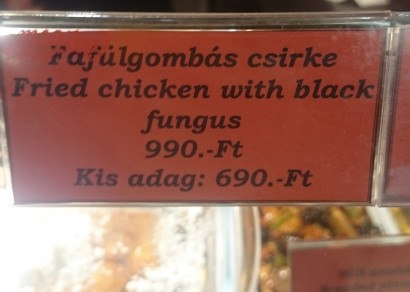 Fafülgombás csirke
Fried chicken with black
fungus
990.-Ft
Kis adag: 690.-Ft